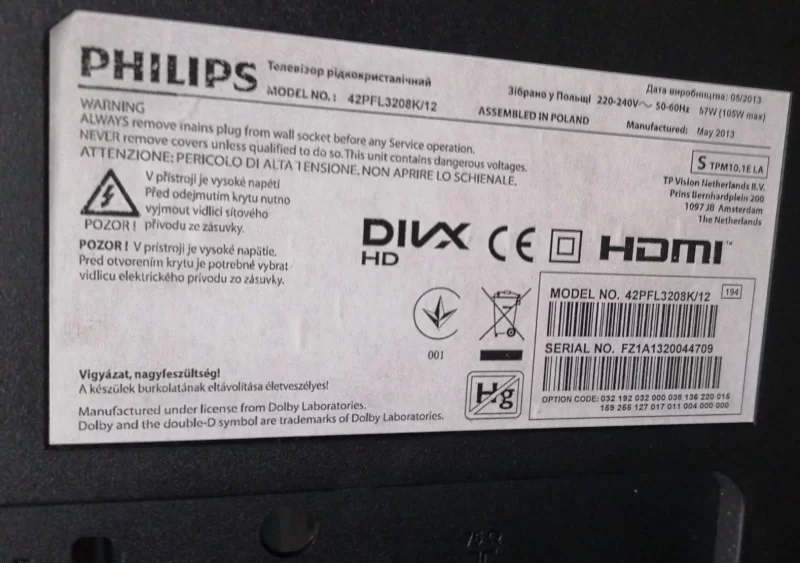 PHILIPS
Телевізор рідкокристалічний
MODEL NO.: 42PFL3208K/12
Зібрано у Польщі 220-240V~ 50-60Hz
ASSEMBLED IN POLAND
Дата виробництва: 05/2013
57W (105W max)
Manufactured: May 2013
WARNING
ALWAYS remove mains plug from wall socket before any Service operation.
NEVER remove covers unless qualified to do so. This unit contains dangerous voltages.
ATTENZIONE: PERICOLO DI ALTA TENSIONE. NON APRIRE LO SCHIENALE.
S TPM10.1E LA
TP Vision Netherlands B.V.
Prins Bernhardplein 200
1097 JB Amsterdam
The Netherlands
V přístroji je vysoké napětí
Před odejmutím krytu nutno
vyjmout vidlici síťového
POZOR! přívodu ze zásuvky.
POZOR! V prístroji je vysoké napätie.
Pred otvorením krytu je potrebné vybrat
vidlicu elektrického prívodu zo zásuvky.
DIVX
HD
CE
HDMI™
001
Hg
MODEL NO. 42PFL3208K/12
194
SERIAL NO. FZ1A1320044709
OPTION CODE: 032 192 032 000 038 136 220 016
169 266 127 017 011 004 000 000
Vigyázat, nagyfeszültség!
A készülek burkolatának eltávolítása életveszélyes!
Manufactured under license from Dolby Laboratories.
Dolby and the double-D symbol are trademarks of Dolby Laboratories.